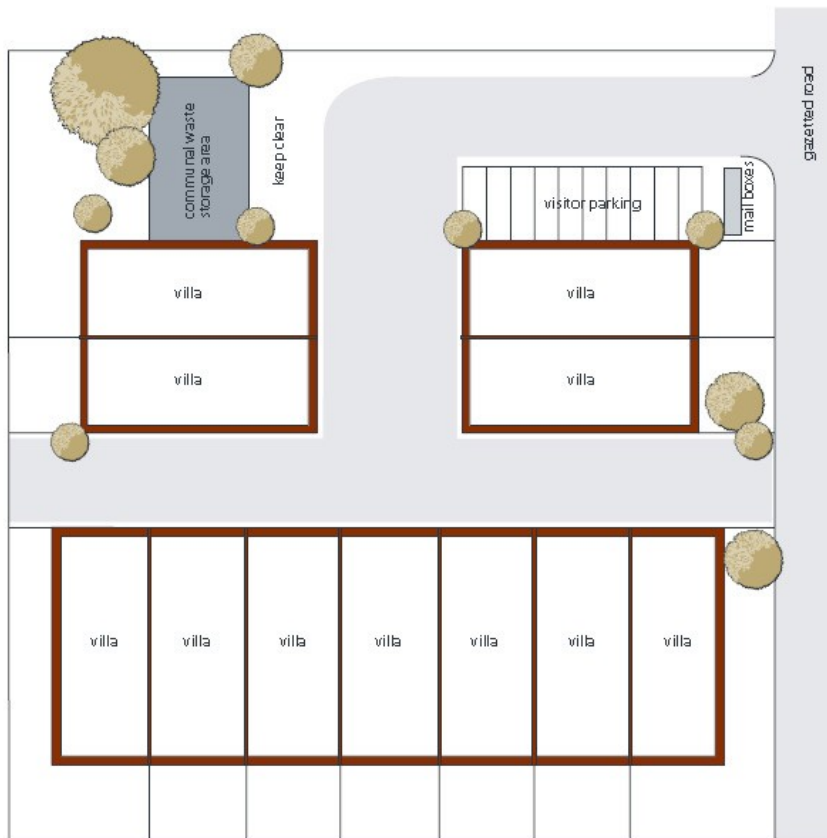 gazetted road
communal waste
storage area
keep clear
visitor parking
mail boxes
villa
villa
villa
villa
villa
villa
villa
villa
villa
villa
villa